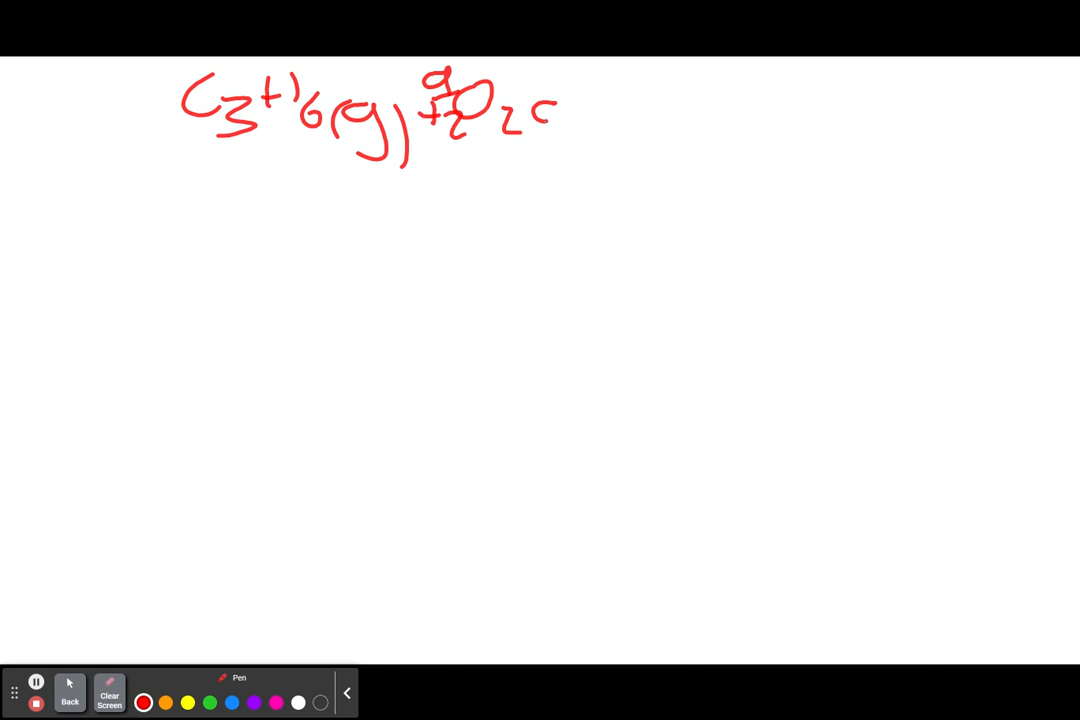 C₃H₆(g) + 9/2 O₂ c
Pen
Back
Clear
Screen